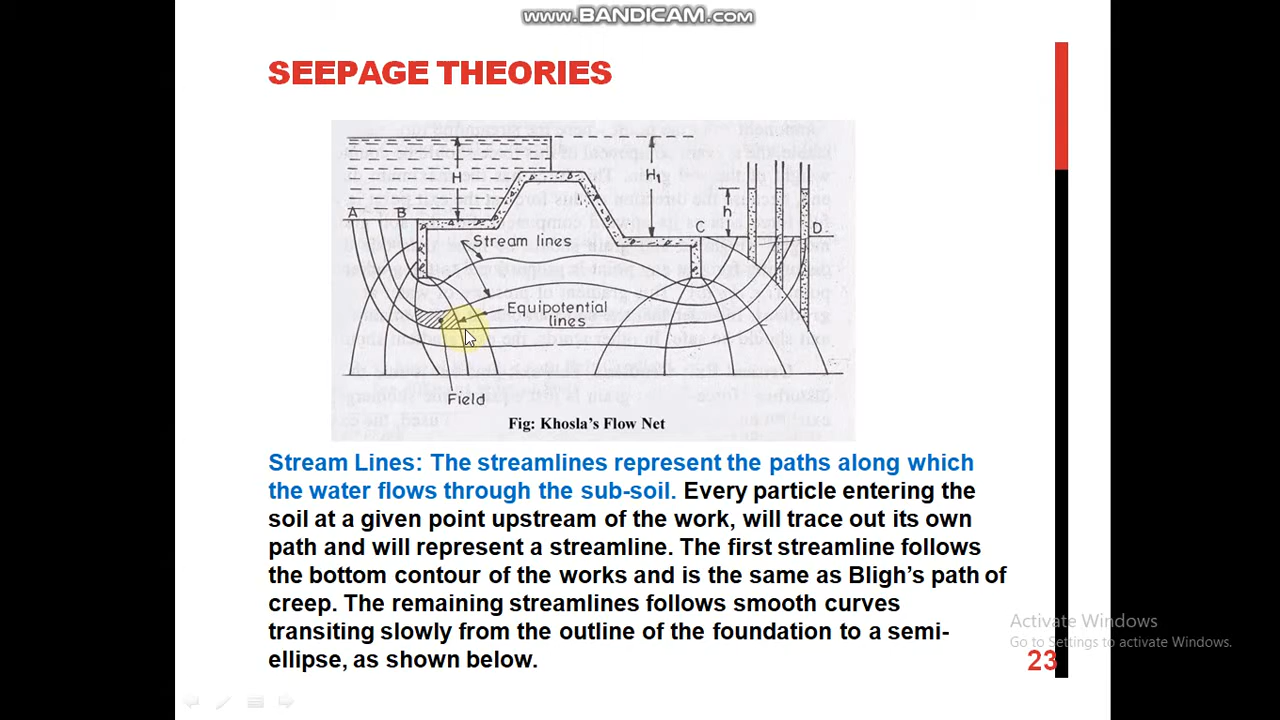 www.BANDICAM.com
SEEPAGE THEORIES
H
H₁
h
A
B
C
D.
Stream lines
Equipotential
lines
Field
Fig: Khosla's Flow Net
Stream Lines: The streamlines represent the paths along which
the water flows through the sub-soil. Every particle entering the
soil at a given point upstream of the work, will trace out its own
path and will represent a streamline. The first streamline follows
the bottom contour of the works and is the same as Bligh's path of
creep. The remaining streamlines follows smooth curves
transiting slowly from the outline of the foundation to a semi-
ellipse, as shown below.
Activate Windows
Go to Settings to activate Windows.
23